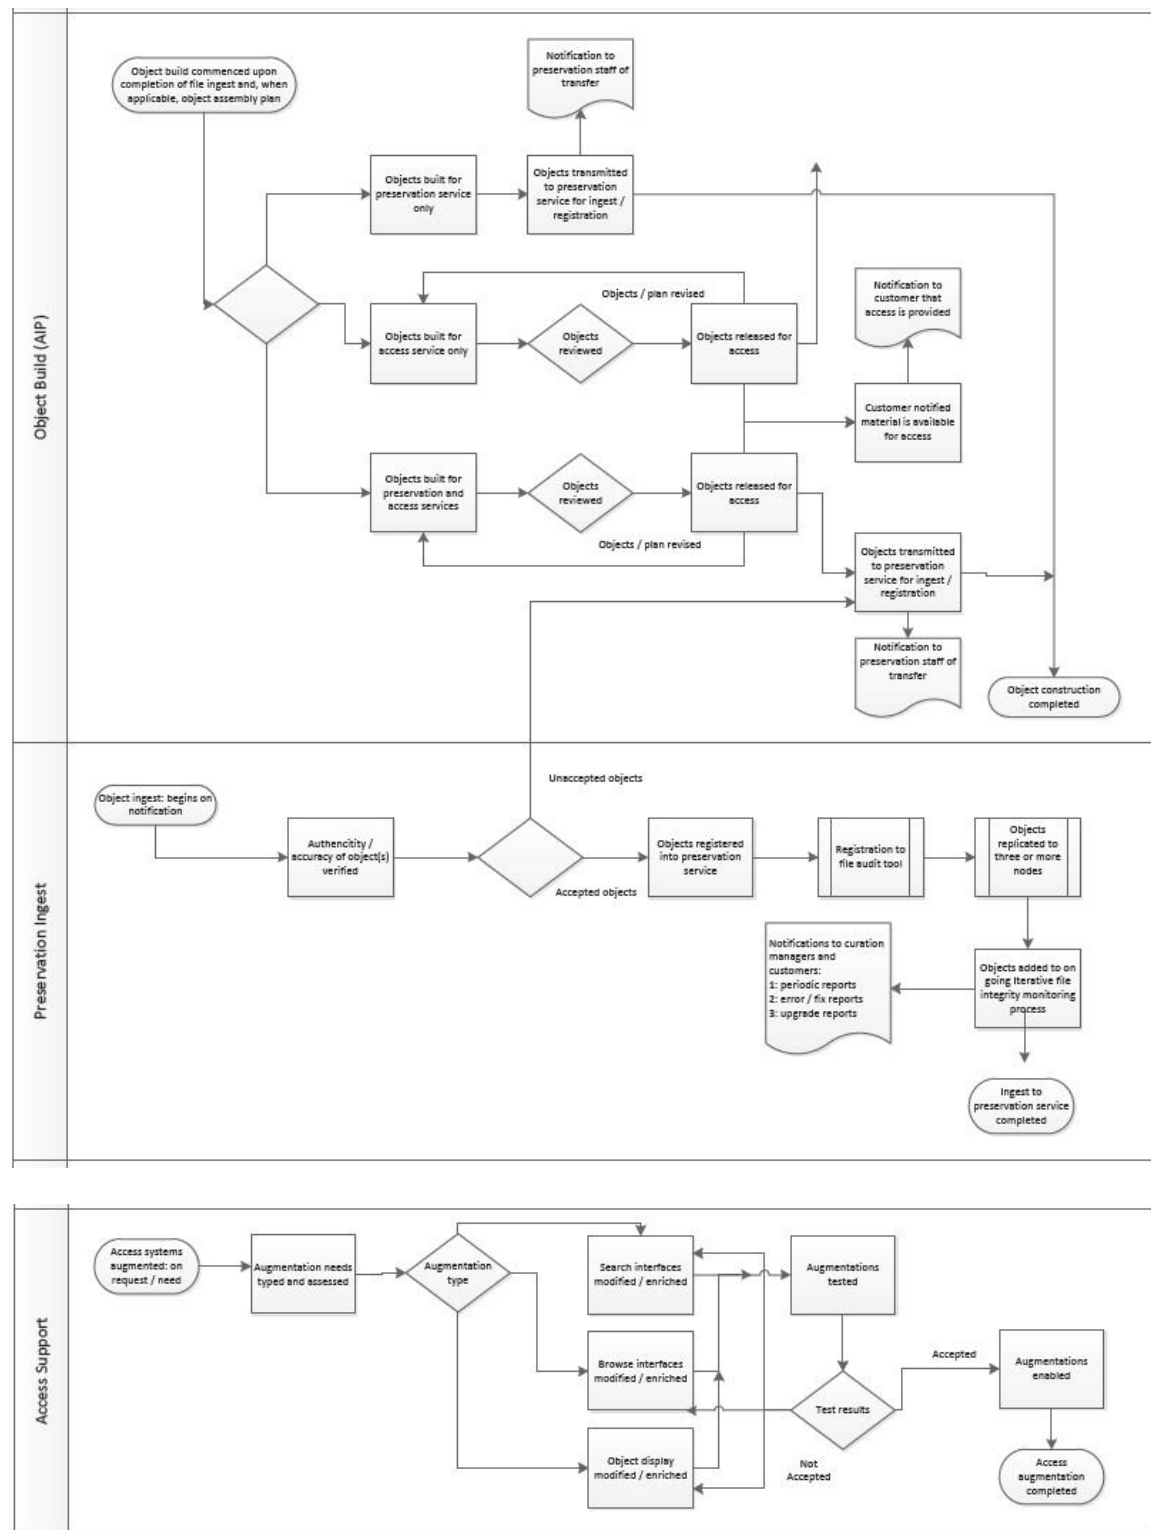 Object Build (AIP)
Object build commenced upon
completion of file ingest and, when
applicable, object assembly plan
Notification to
preservation staff of
transfer
Objects built for
preservation service
only
Objects transmitted
to preservation
service for ingest /
registration
Objects / plan revised
Objects built for
access service only
Objects
reviewed
Objects released for
access
Notification to
customer that
access is provided
Customer notified
material is available
for access
Objects built for
preservation and
access services
Objects
reviewed
Objects released for
access
Objects / plan revised
Objects transmitted
to preservation
service for ingest /
registration
Notification to
preservation staff of
transfer
Object construction
completed
Preservation Ingest
Object ingest: begins on
notification
Authencitity /
accuracy of object(s)
verified
Unaccepted objects
Accepted objects
Objects registered
into preservation
service
Registration to
file audit tool
Objects
replicated to
three or more
nodes
Notifications to curation
managers and
customers:
1: periodic reports
2: error / fix reports
3: upgrade reports
Objects added to on
going Iterative file
integrity monitoring
process
Ingest to
preservation service
completed
Access Support
Access systems
augmented: on
request / need
Augmentation needs
typed and assessed
Augmentation
type
Search interfaces
modified / enriched
Augmentations
tested
Browse interfaces
modified / enriched
Test results
Accepted
Augmentations
enabled
Object display
modified / enriched
Not
Accepted
Access
augmentation
completed